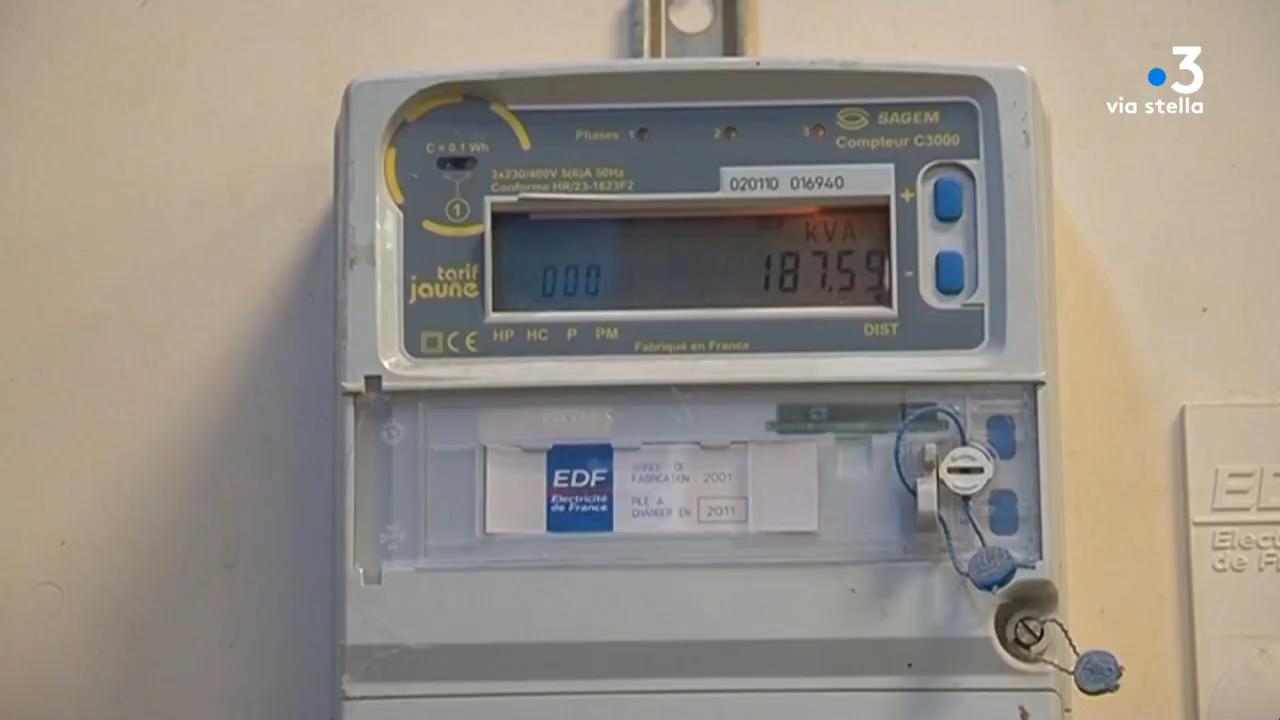 3
via stella
SAGEM
Phases 1 2 3
Compteur C3000
C = 0.1 Wh
3x230/400V 5(6)A 50Hz
Conforme HR/23-1623F2
020110 016940
1
+
kVA
000 187.59
-
tarif
jaune
CE HP HC P PM DIST
Fabriqué en France
EDF
Electricité
de France
ANNEE DE
FABRICATION : 2001
PILE A
CHANGER EN 2011